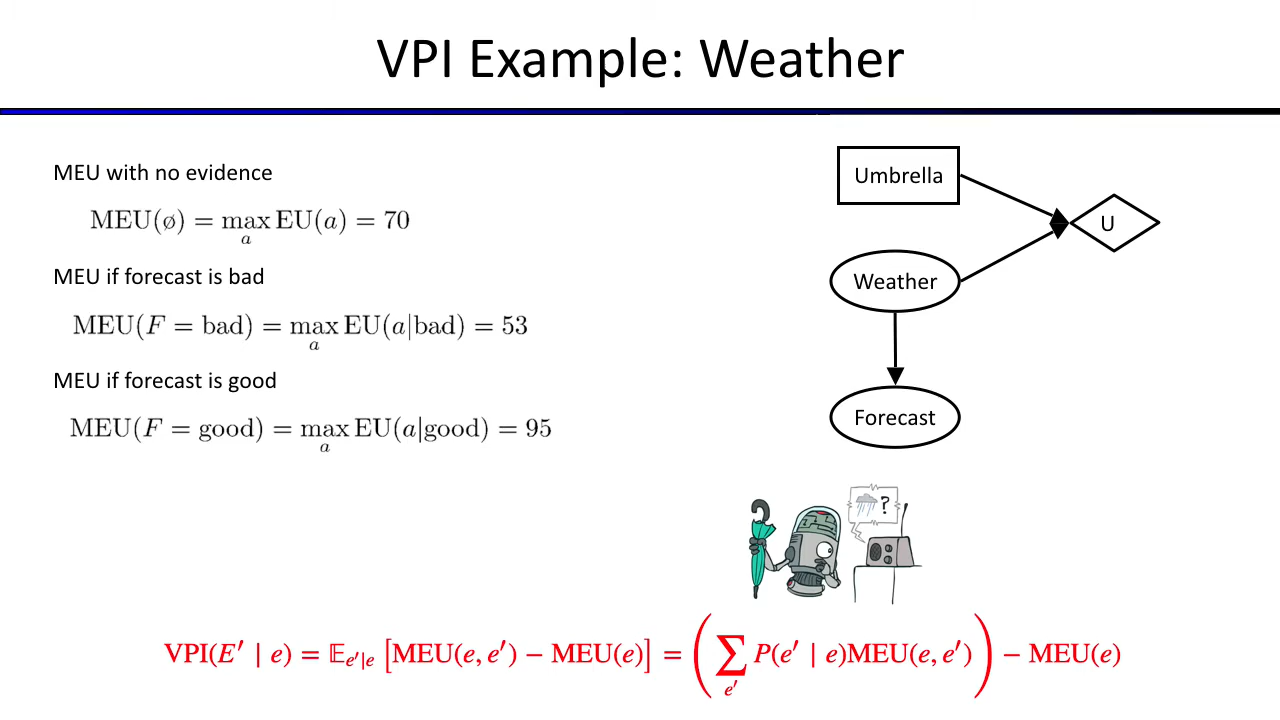 VPI Example: Weather
MEU with no evidence
MEU(ø) = max_a EU(a) = 70
MEU if forecast is bad
MEU(F = bad) = max_a EU(a|bad) = 53
MEU if forecast is good
MEU(F = good) = max_a EU(a|good) = 95
Umbrella
U
Weather
Forecast
?
VPI(E′ | e) = 𝔼_{e′|e} [MEU(e, e′) − MEU(e)] = (∑_{e′} P(e′ | e)MEU(e, e′)) − MEU(e)